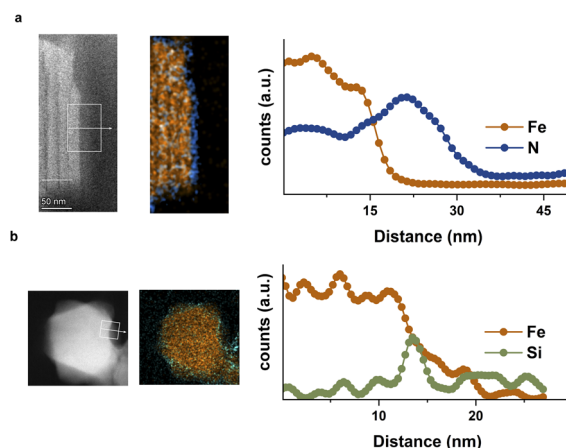 a
50 nm
counts (a.u.)
Fe
N
15 30 45
Distance (nm)
b
counts (a.u.)
Fe
Si
10 20
Distance (nm)